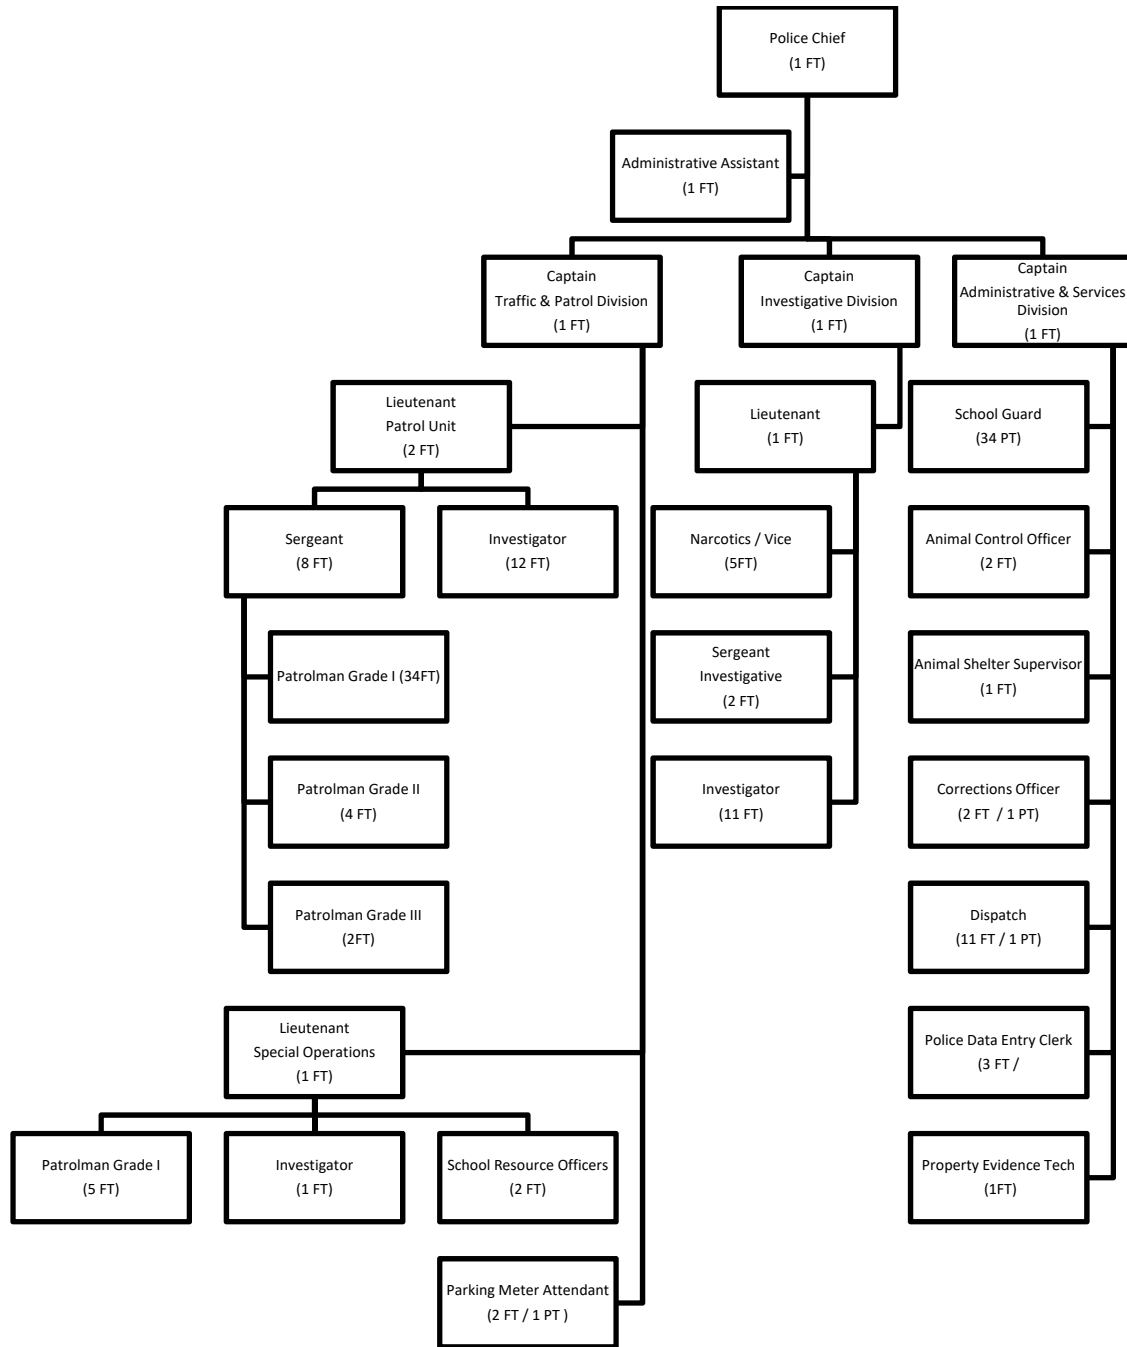 Police Chief
(1 FT)
Administrative Assistant
(1 FT)
Captain
Traffic & Patrol Division
(1 FT)
Captain
Investigative Division
(1 FT)
Captain
Administrative & Services
Division
(1 FT)
Lieutenant
Patrol Unit
(2 FT)
Lieutenant
(1 FT)
School Guard
(34 PT)
Sergeant
(8 FT)
Investigator
(12 FT)
Narcotics / Vice
(5FT)
Animal Control Officer
(2 FT)
Patrolman Grade I (34FT)
Sergeant
Investigative
(2 FT)
Animal Shelter Supervisor
(1 FT)
Patrolman Grade II
(4 FT)
Investigator
(11 FT)
Corrections Officer
(2 FT / 1 PT)
Patrolman Grade III
(2FT)
Dispatch
(11 FT / 1 PT)
Lieutenant
Special Operations
(1 FT)
Police Data Entry Clerk
(3 FT /
Patrolman Grade I
(5 FT)
Investigator
(1 FT)
School Resource Officers
(2 FT)
Property Evidence Tech
(1FT)
Parking Meter Attendant
(2 FT / 1 PT )